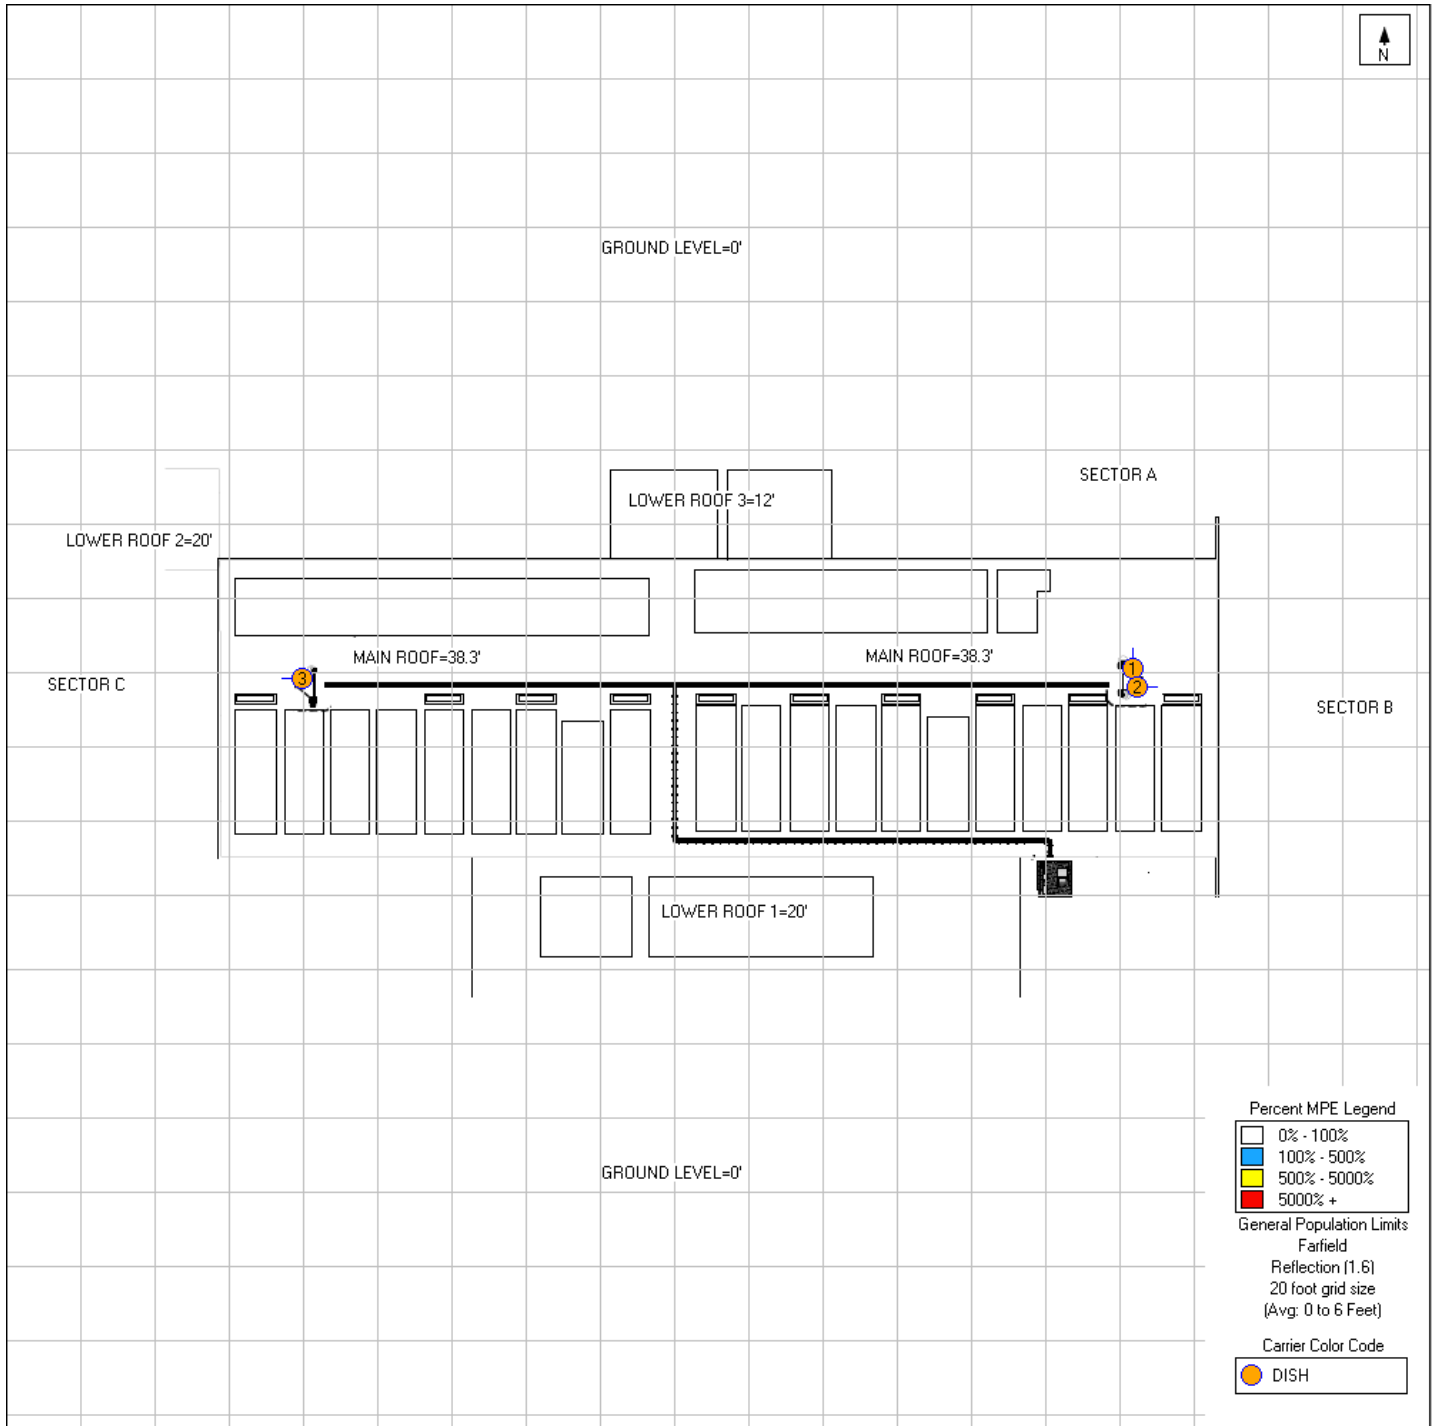 N
GROUND LEVEL=0'
SECTOR A
LOWER ROOF 3=12'
LOWER ROOF 2=20'
MAIN ROOF=38.3'
MAIN ROOF=38.3'
1
3
SECTOR C
2
SECTOR B
LOWER ROOF 1=20'
GROUND LEVEL=0'
Percent MPE Legend
0% - 100%
100% - 500%
500% - 5000%
5000% +
General Population Limits
Farfield
Reflection (1.6)
20 foot grid size
(Avg: 0 to 6 Feet)
Carrier Color Code
DISH